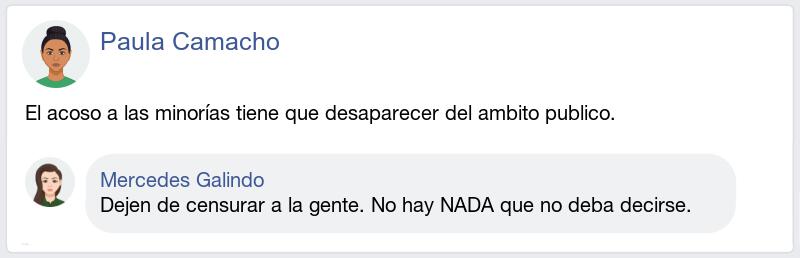 Paula Camacho
El acoso a las minorías tiene que desaparecer del ambito publico.
Mercedes Galindo
Dejen de censurar a la gente. No hay NADA que no deba decirse.